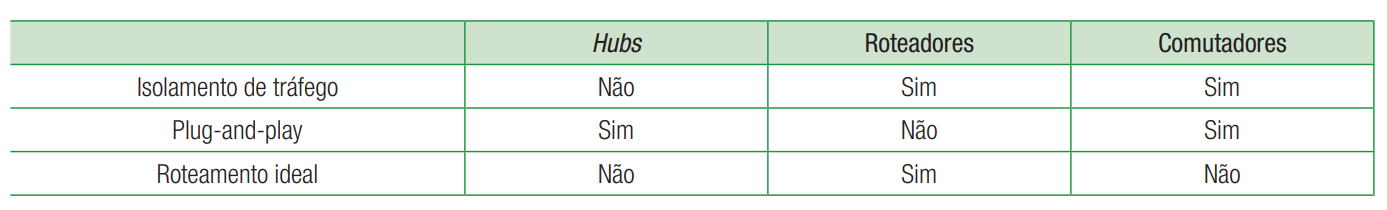 Hubs Roteadores Comutadores
Isolamento de tráfego Não Sim Sim
Plug-and-play Sim Não Sim
Roteamento ideal Não Sim Não